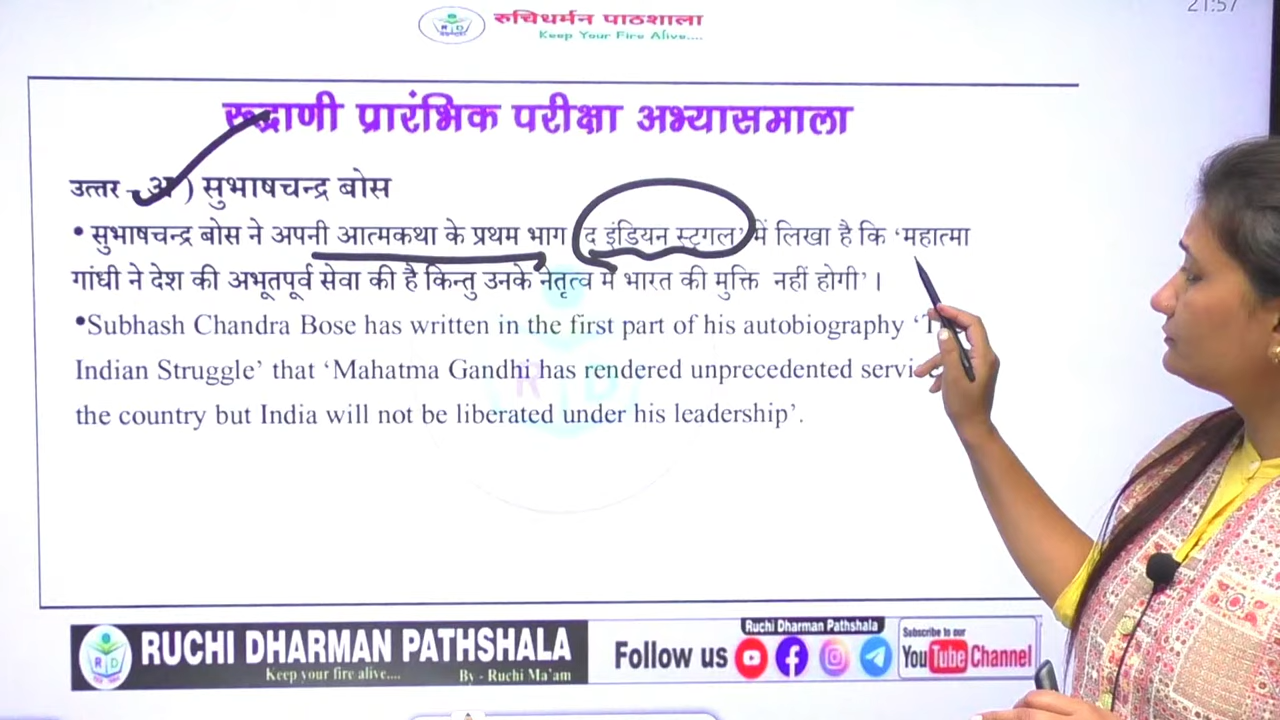 21:57
रुचिधर्मन पाठशाला
Keep Your Fire Alive....
रूद्राणी प्रारंभिक परीक्षा अभ्यासमाला
उत्तर - अ ) सुभाषचन्द्र बोस
• सुभाषचन्द्र बोस ने अपनी आत्मकथा के प्रथम भाग 'द इंडियन स्ट्रगल' में लिखा है कि 'महात्मा
गांधी ने देश की अभूतपूर्व सेवा की है किन्तु उनके नेतृत्व में भारत की मुक्ति नहीं होगी' ।
•Subhash Chandra Bose has written in the first part of his autobiography 'The
Indian Struggle' that 'Mahatma Gandhi has rendered unprecedented service
the country but India will not be liberated under his leadership'.
RD
RUCHI DHARMAN PATHSHALA
Keep your fire alive.... By - Ruchi Ma'am
Follow us
Ruchi Dharman Pathshala
Subscribe to our
YouTube Channel